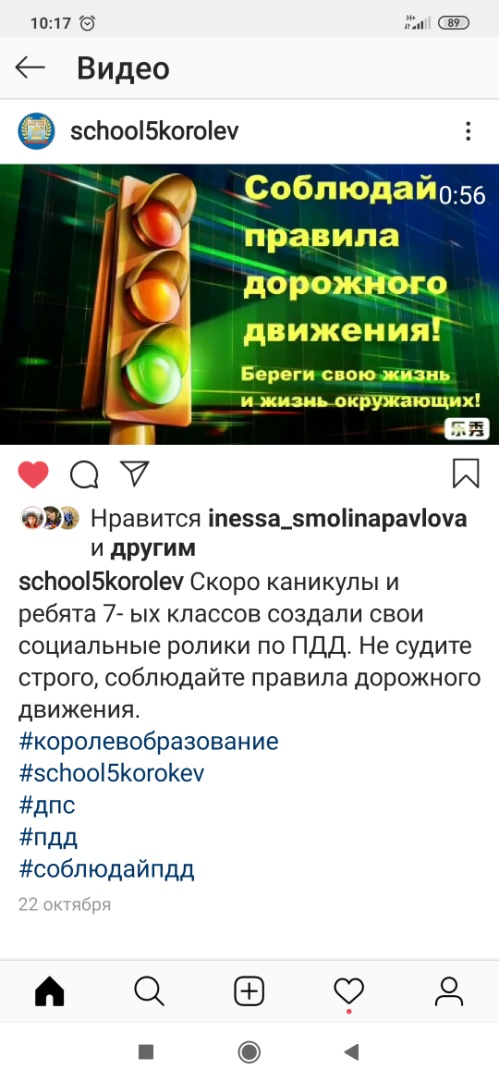 10:17
89
Видео
school5korolev
Соблюдай
0:56
правила
дорожного
движения!
Береги свою жизнь
и жизнь окружающих!
乐秀
Нравится inessa_smolinapavlova
и другим
school5korolev Скоро каникулы и
ребята 7- ых классов создали свои
социальные ролики по ПДД. Не судите
строго, соблюдайте правила дорожного
движения.
#королевобразование
#school5korokev
#дпс
#пдд
#соблюдайпдд
22 октября